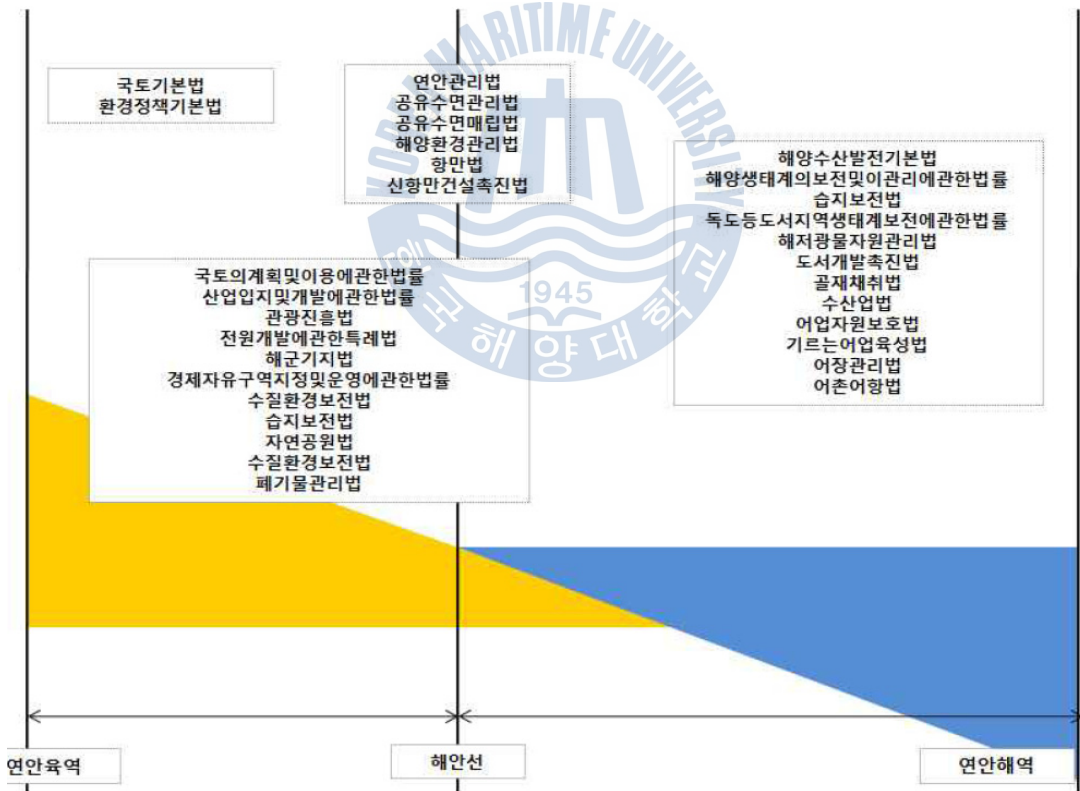 국토기본법
환경정책기본법
연안관리법
공유수면관리법
공유수면매립법
해양환경관리법
항만법
신항만건설촉진법
해양수산발전기본법
해양생태계의보전및이관리에관한법률
습지보전법
독도등도서지역생태계보전에관한법률
해저광물자원관리법
도서개발촉진법
골재채취법
수산업법
어업자원보호법
기르는어업육성법
어장관리법
어촌어항법
국토의계획및이용에관한법률
산업입지및개발에관한법률
관광진흥법
전원개발에관한특례법
해군기지법
경제자유구역지정및운영에관한법률
수질환경보전법
습지보전법
자연공원법
수질환경보전법
폐기물관리법
KOREA MARITIME UNIVERSITY
1945
한국해양대학교
연안육역
해안선
연안해역